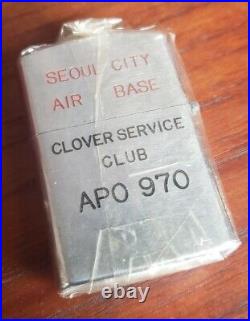 SEOUL CITY
AIR BASE
CLOVER SERVICE
CLUB
APO 970